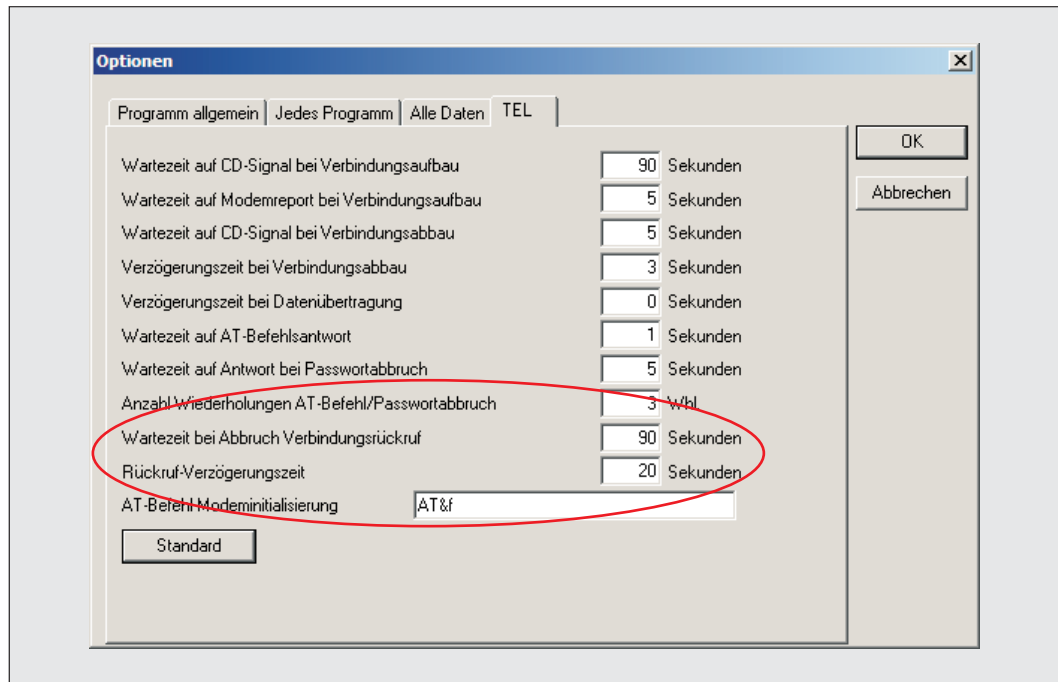 Optionen
Programm allgemein Jedes Programm Alle Daten TEL
OK
Abbrechen
Wartezeit auf CD-Signal bei Verbindungsaufbau 90 Sekunden
Wartezeit auf Modemreport bei Verbindungsaufbau 5 Sekunden
Wartezeit auf CD-Signal bei Verbindungsabbau 5 Sekunden
Verzögerungszeit bei Verbindungsabbau 3 Sekunden
Verzögerungszeit bei Datenübertragung 0 Sekunden
Wartezeit auf AT-Befehlsantwort 1 Sekunden
Wartezeit auf Antwort bei Passwortabbruch 5 Sekunden
Anzahl Wiederholungen AT-Befehl/Passwortabbruch 3 Whl
Wartezeit bei Abbruch Verbindungsrückruf 90 Sekunden
Rückruf-Verzögerungszeit 20 Sekunden
AT-Befehl Modeminitialisierung AT&f
Standard